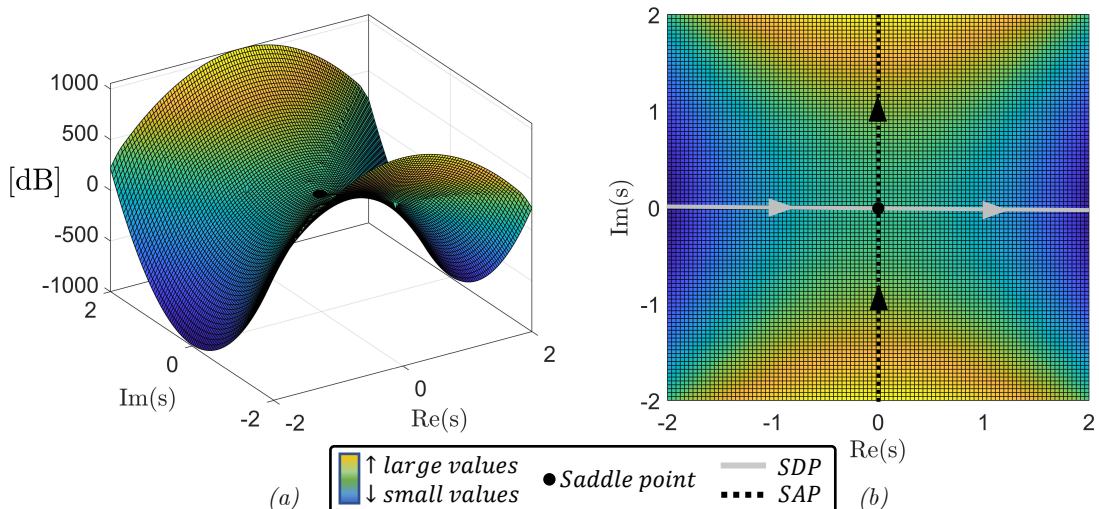 1000
500
0
-500
-1000
[dB]
2
0
-2
Im(s)
-2
0
2
Re(s)
2
1
0
-1
-2
Im(s)
-2
-1
0
1
2
Re(s)
↑ large values
↓ small values
Saddle point
SDP
SAP
(a)
(b)